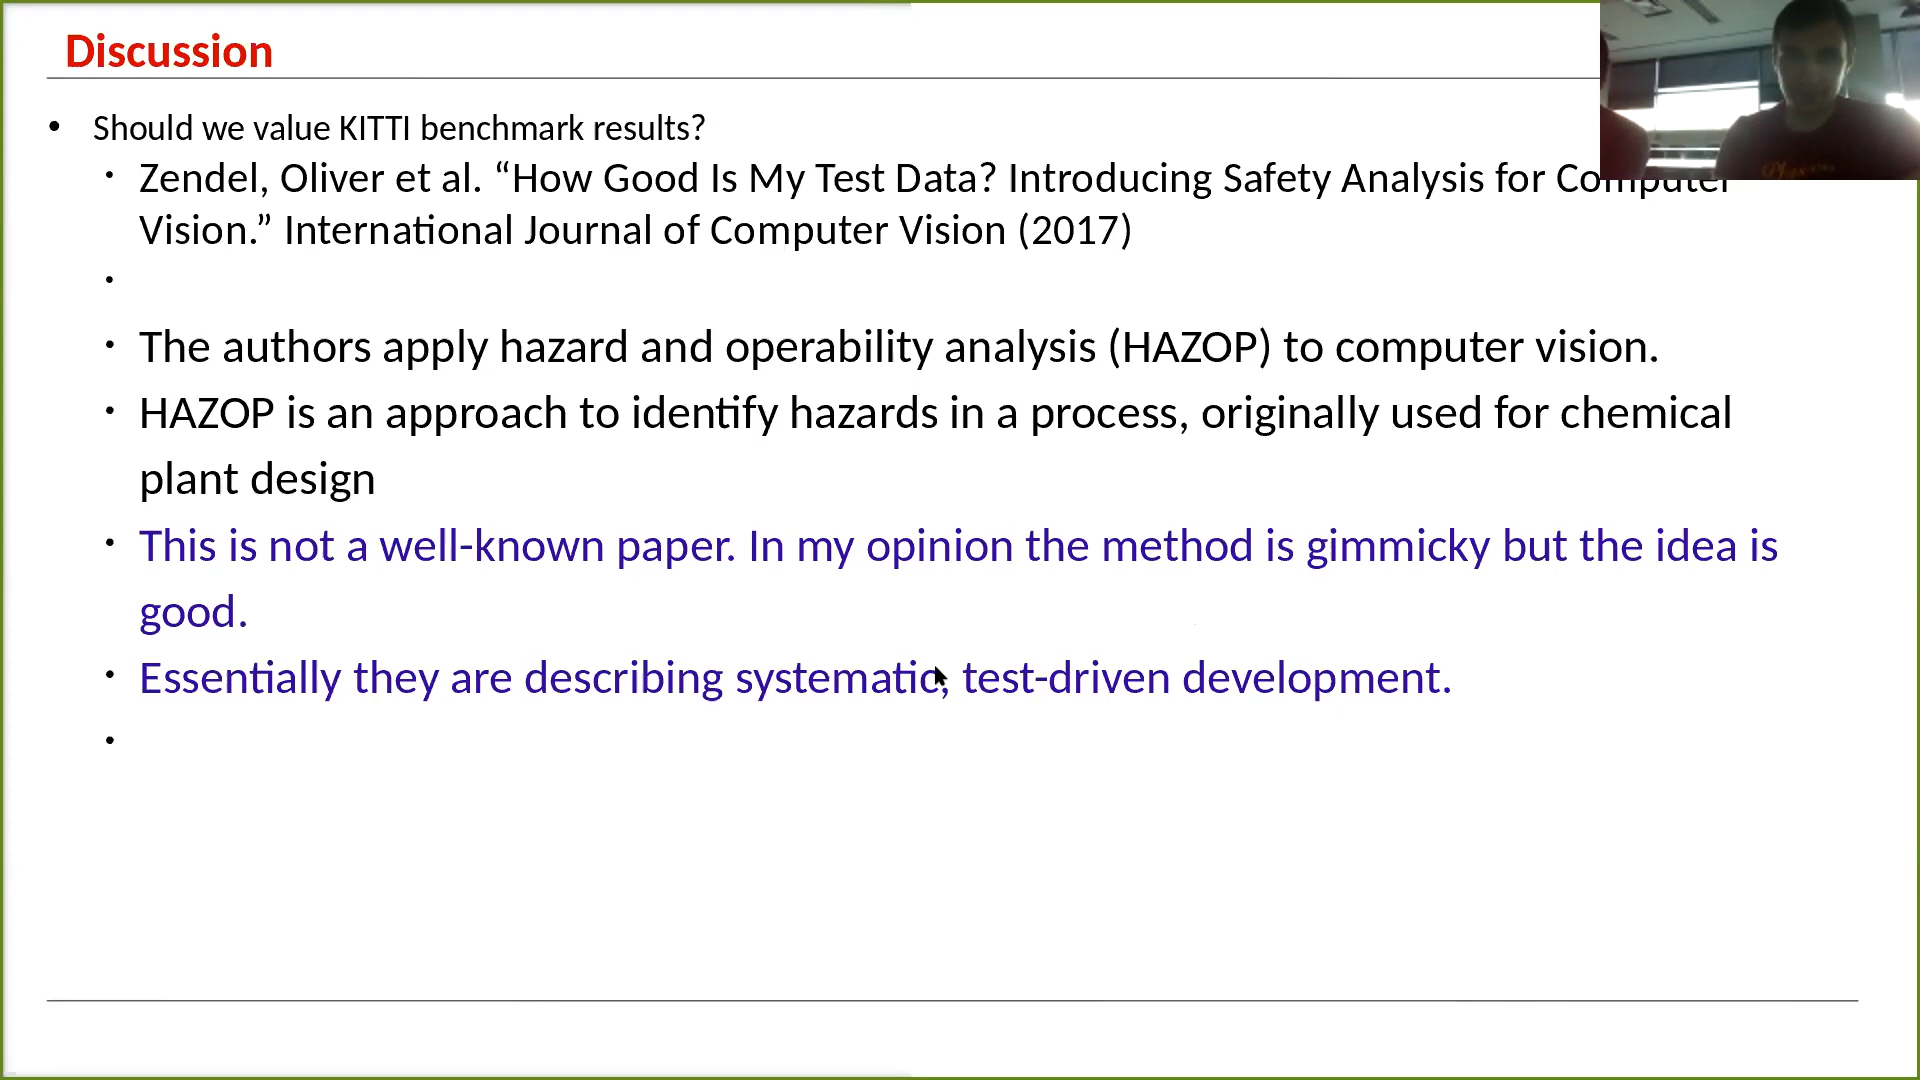 Discussion
• Should we value KITTI benchmark results?
• Zendel, Oliver et al. “How Good Is My Test Data? Introducing Safety Analysis for Computer
Vision.” International Journal of Computer Vision (2017)
•
• The authors apply hazard and operability analysis (HAZOP) to computer vision.
• HAZOP is an approach to identify hazards in a process, originally used for chemical
plant design
• This is not a well-known paper. In my opinion the method is gimmicky but the idea is
good.
• Essentially they are describing systematic, test-driven development.
•